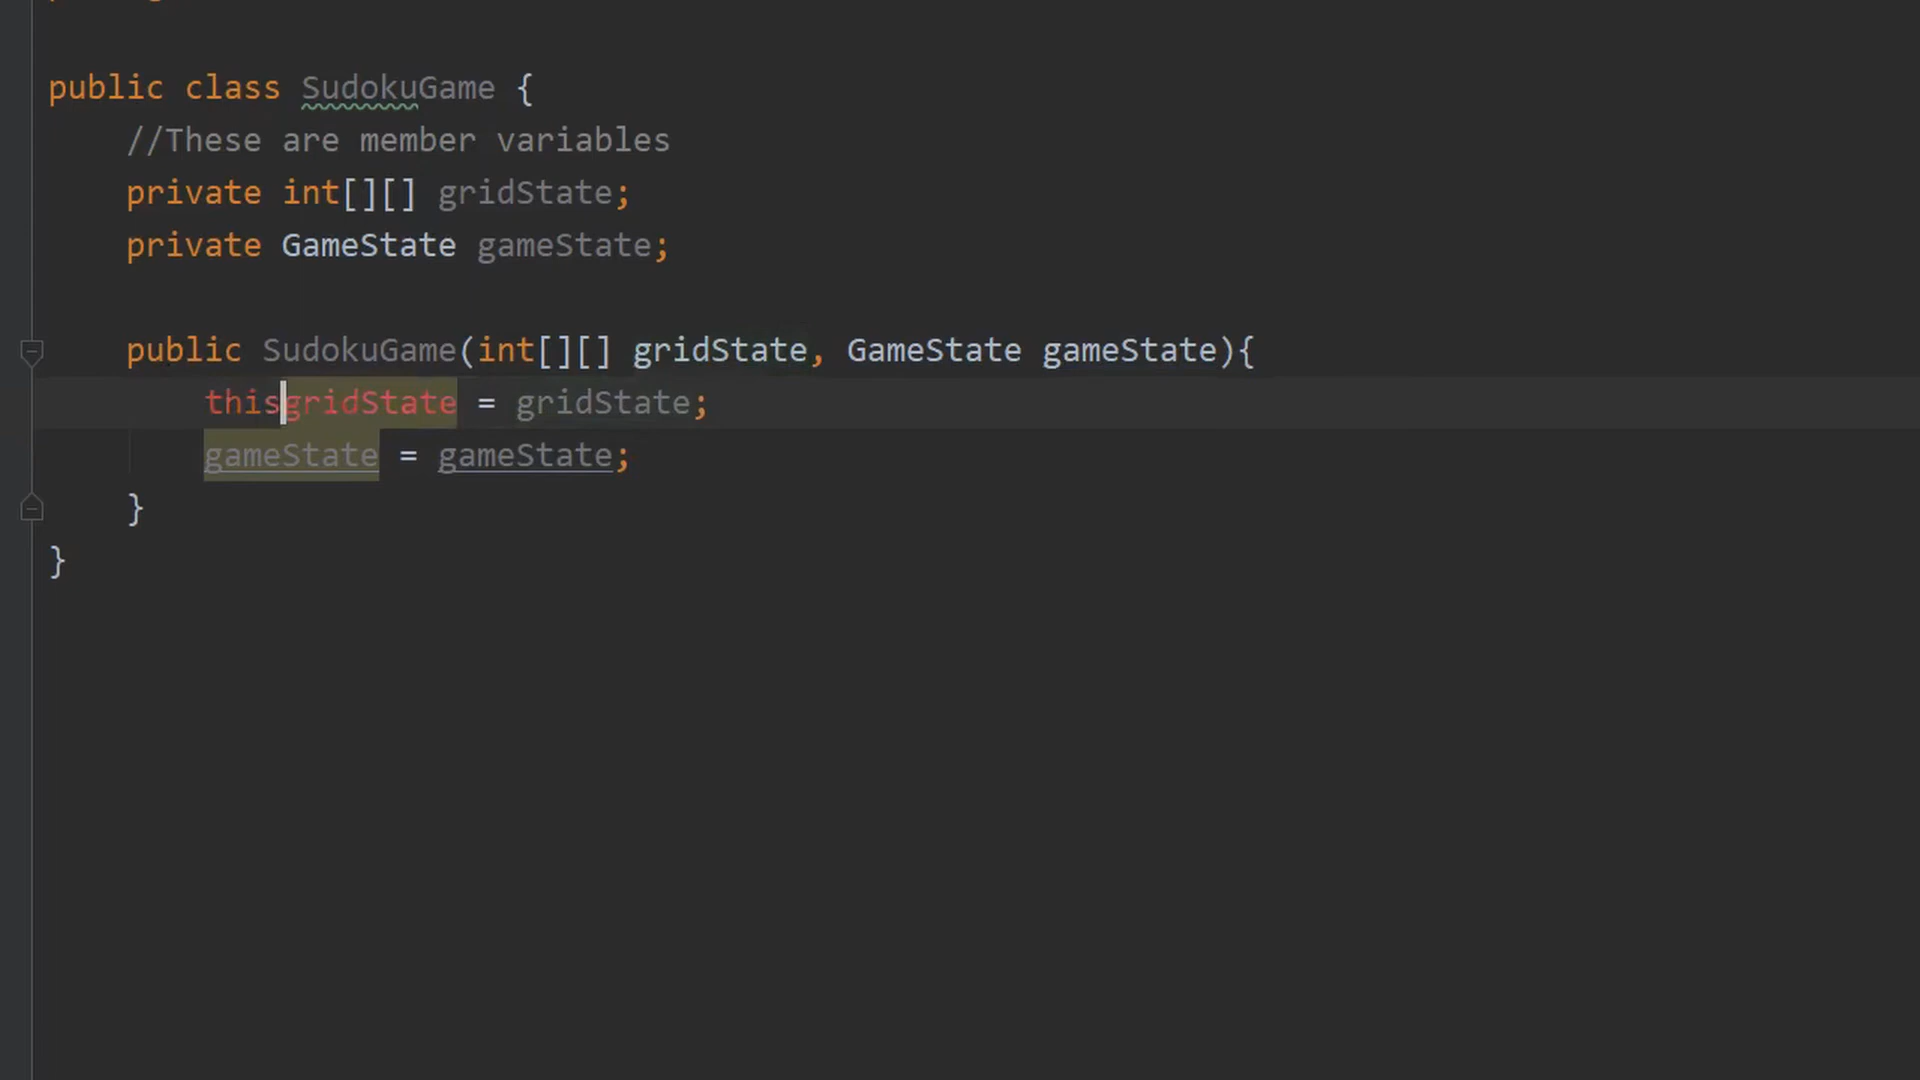 public class SudokuGame {
//These are member variables
private int[][] gridState;
private GameState gameState;
public SudokuGame(int[][] gridState, GameState gameState){
thisgridState = gridState;
gameState = gameState;
}
}